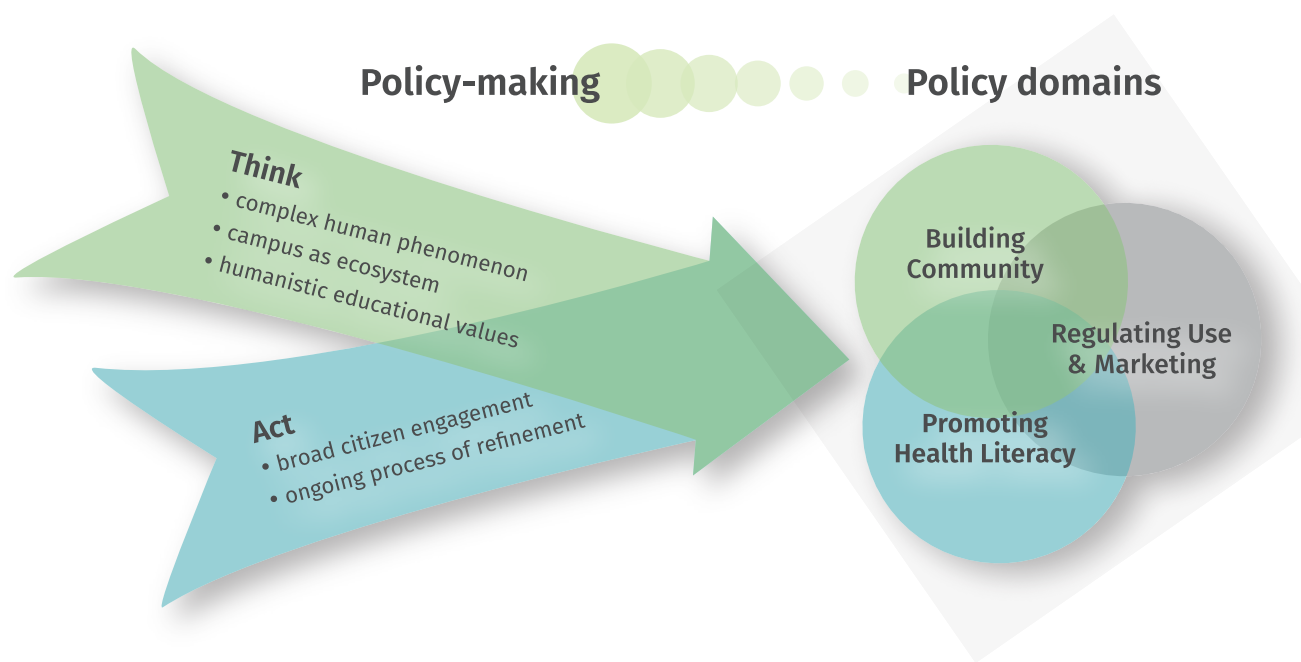 Policy-making
Policy domains
Think
• complex human phenomenon
• campus as ecosystem
• humanistic educational values
Act
• broad citizen engagement
• ongoing process of refinement
Building
Community
Regulating Use
& Marketing
Promoting
Health Literacy